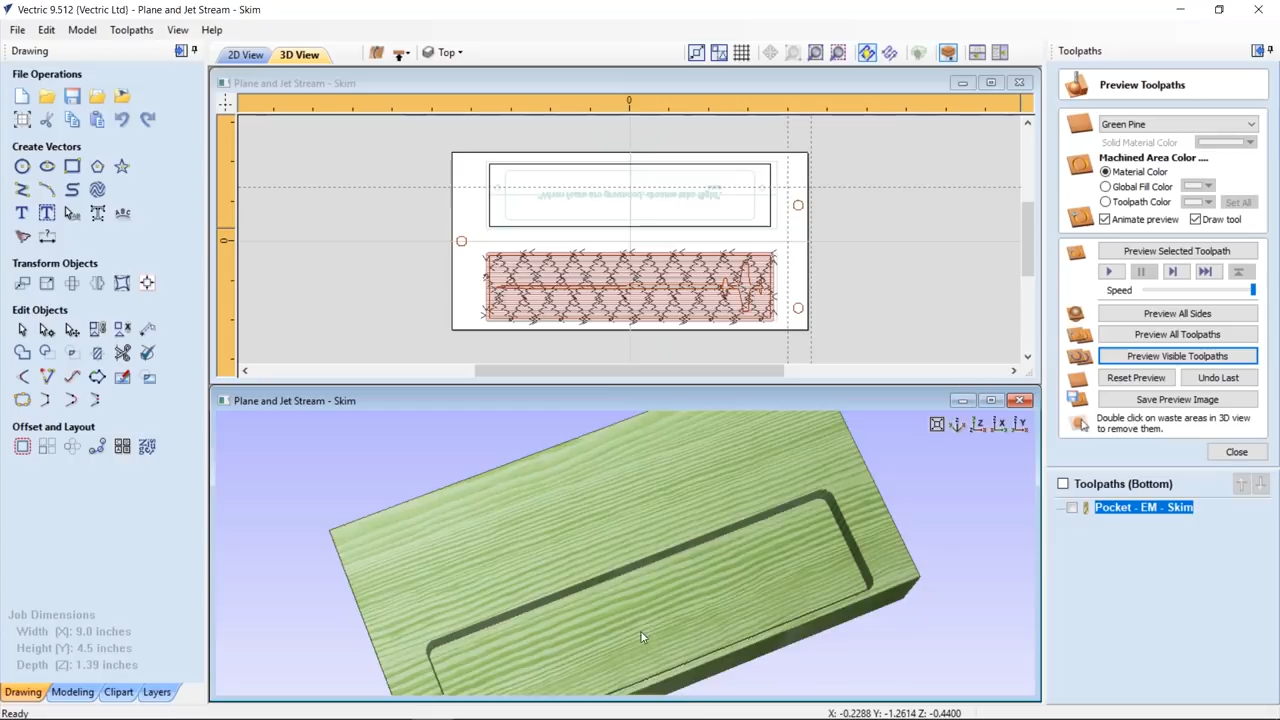 Vectric 9.512 {Vectric Ltd} - Plane and Jet Stream - Skim
File Edit Model Toolpaths View Help
Drawing
2D View 3D View Top
Toolpaths
File Operations
Create Vectors
Transform Objects
Edit Objects
Offset and Layout
Job Dimensions
Width [X]: 9.0 inches
Height [Y]: 4.5 inches
Depth [Z]: 1.39 inches
Drawing Modeling Clipart Layers
Ready
Plane and Jet Stream - Skim
0
0
Plane and Jet Stream - Skim
Z X Y
Preview Toolpaths
Green Pine
Solid Material Color
Machined Area Color ....
Material Color
Global Fill Color
Toolpath Color Set All
Animate preview Draw tool
Preview Selected Toolpath
Speed
Preview All Sides
Preview All Toolpaths
Preview Visible Toolpaths
Reset Preview Undo Last
Save Preview Image
Double click on waste areas in 3D view
to remove them.
Close
Toolpaths (Bottom)
Pocket - EM - Skim
X: -0.2288 Y: -1.2614 Z: -0.4400